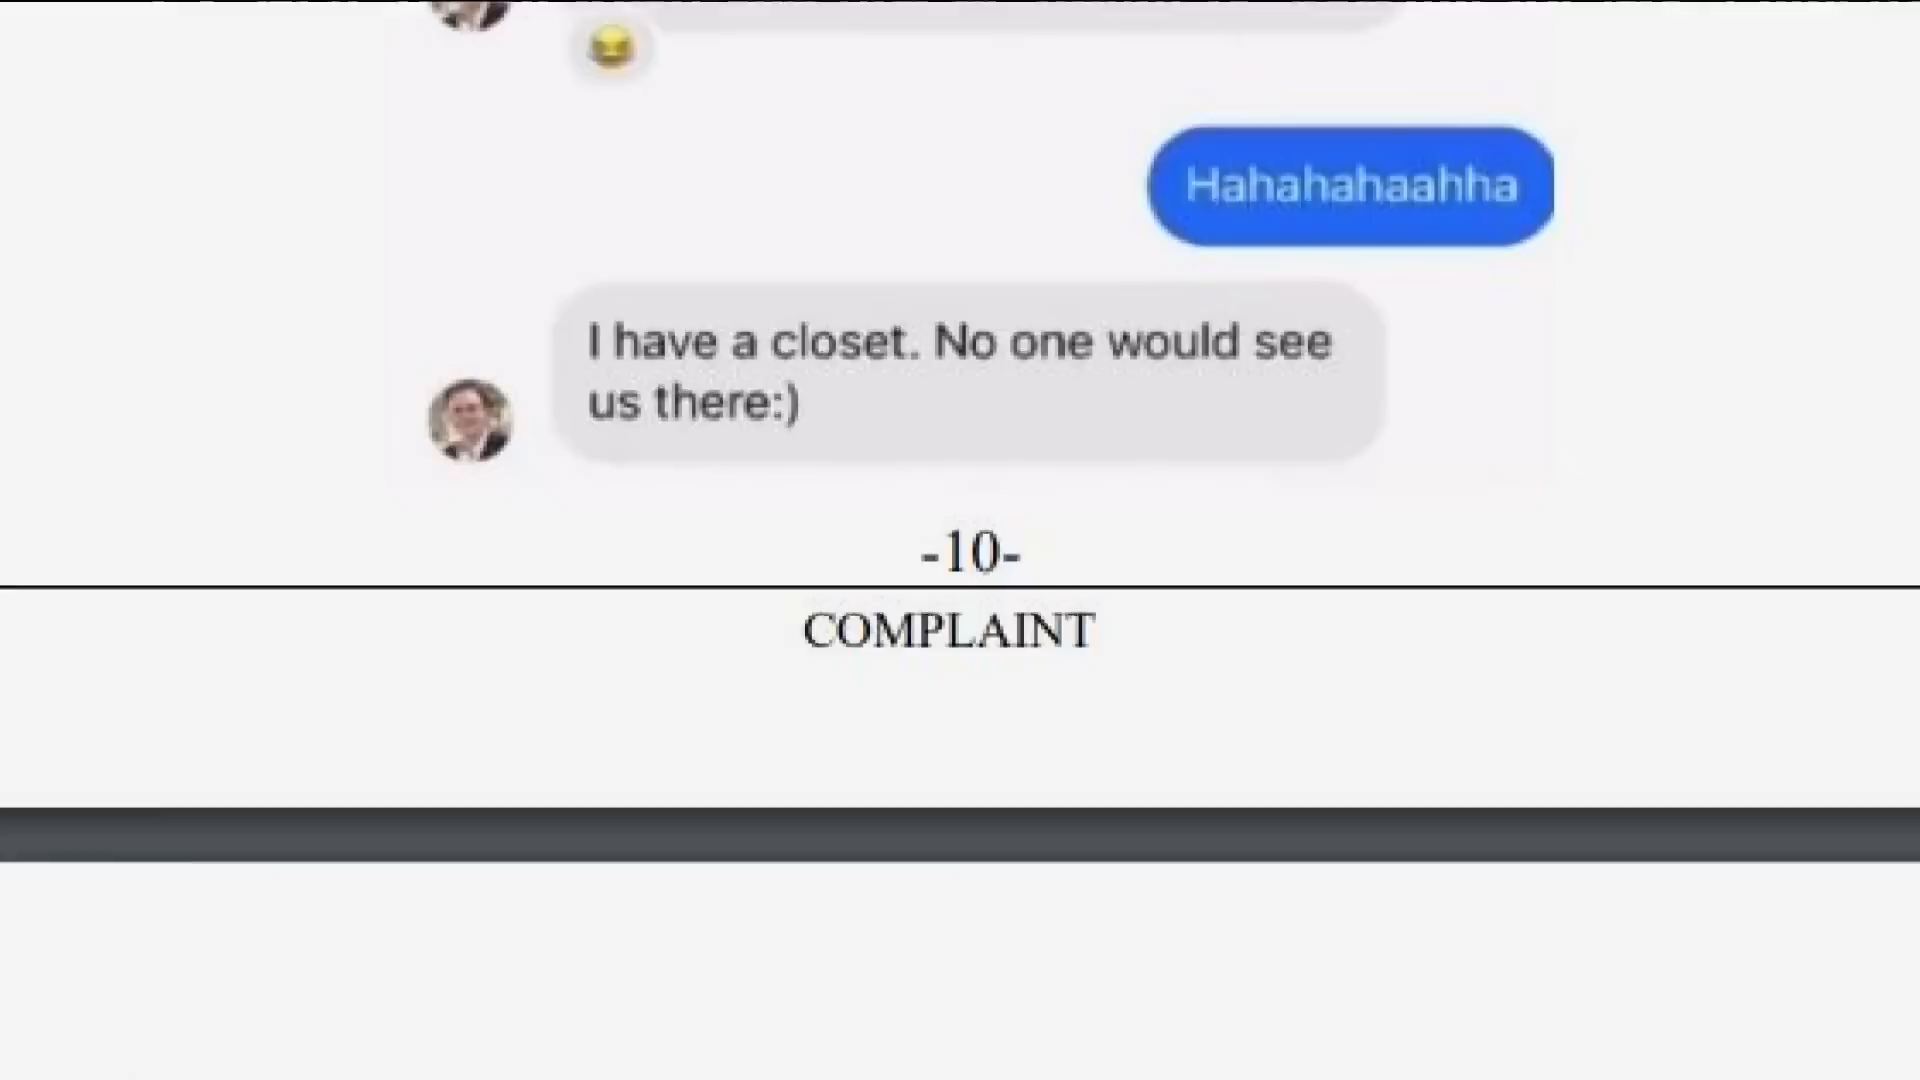 Hahahahaahha
I have a closet. No one would see
us there:)
-10-
COMPLAINT